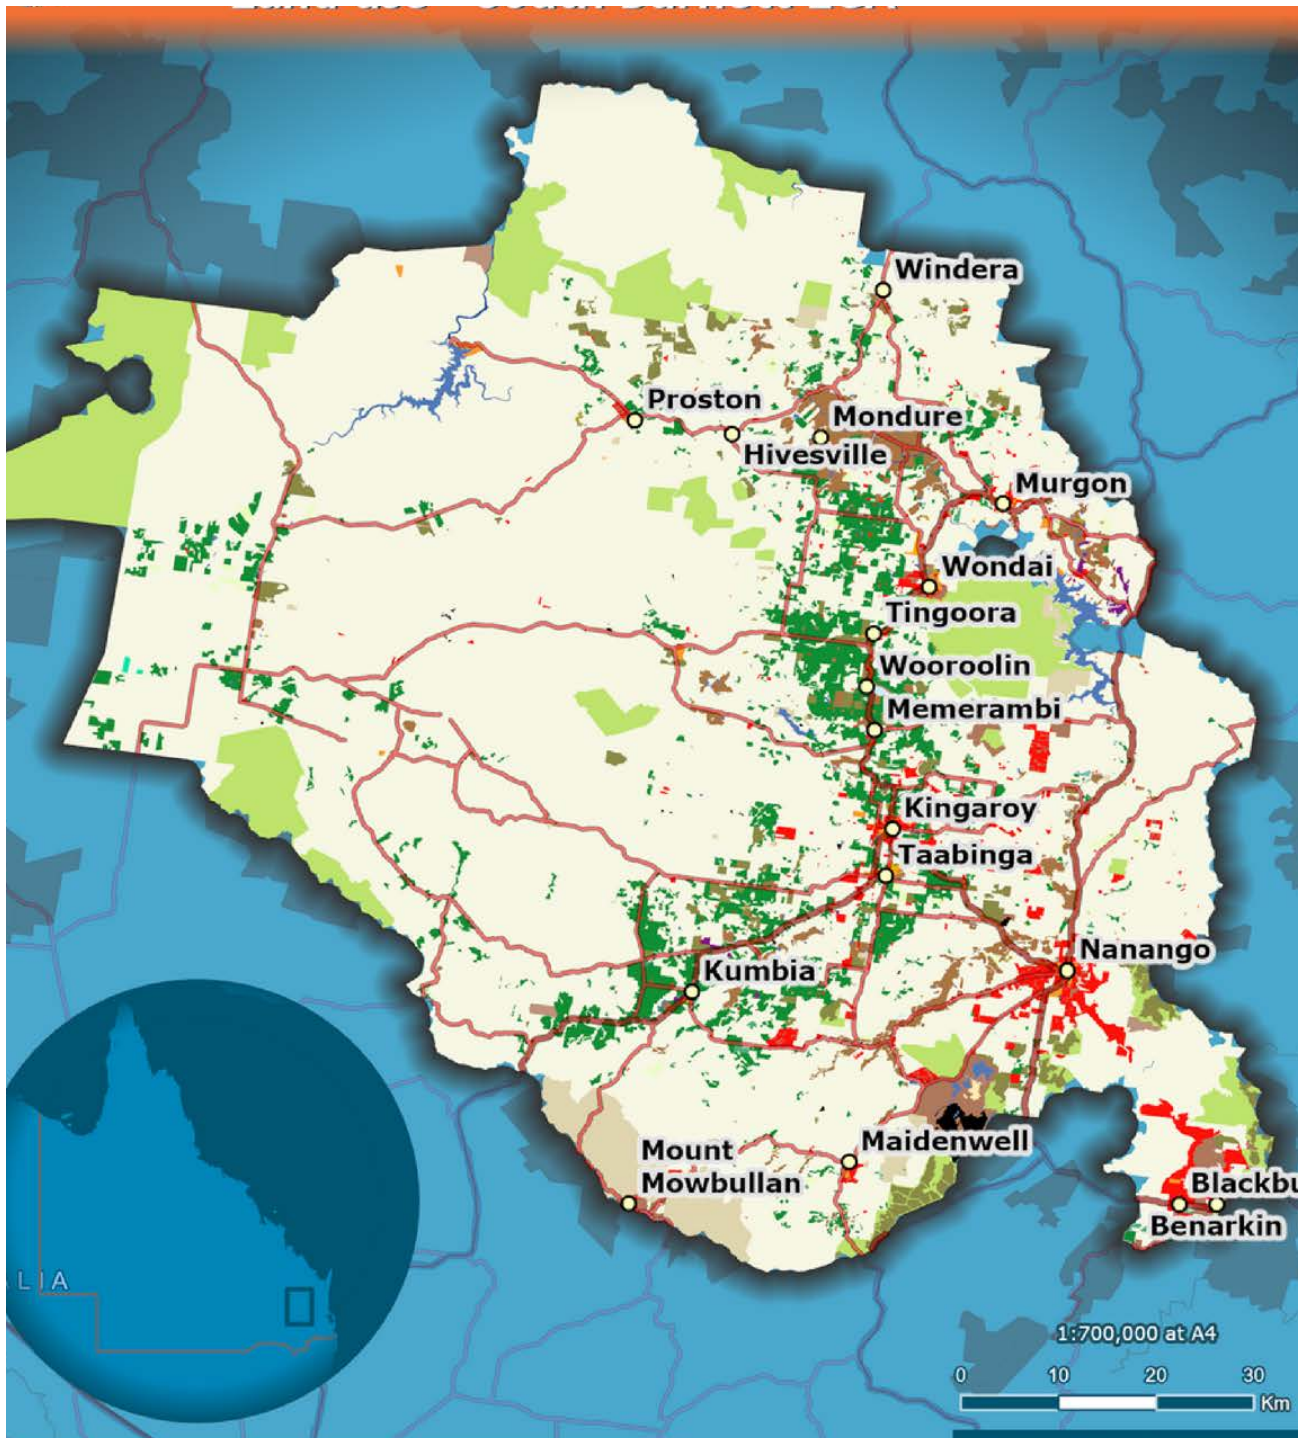 Windera
Proston
Mondure
Hivesville
Murgon
Wondai
Tingoora
Wooroolin
Memerambi
Kingaroy
Taabinga
Nanango
Kumbia
Maidenwell
Mount
Mowbullan
Blackbu
Benarkin
L I A
1:700,000 at A4
0 10 20 30
Km